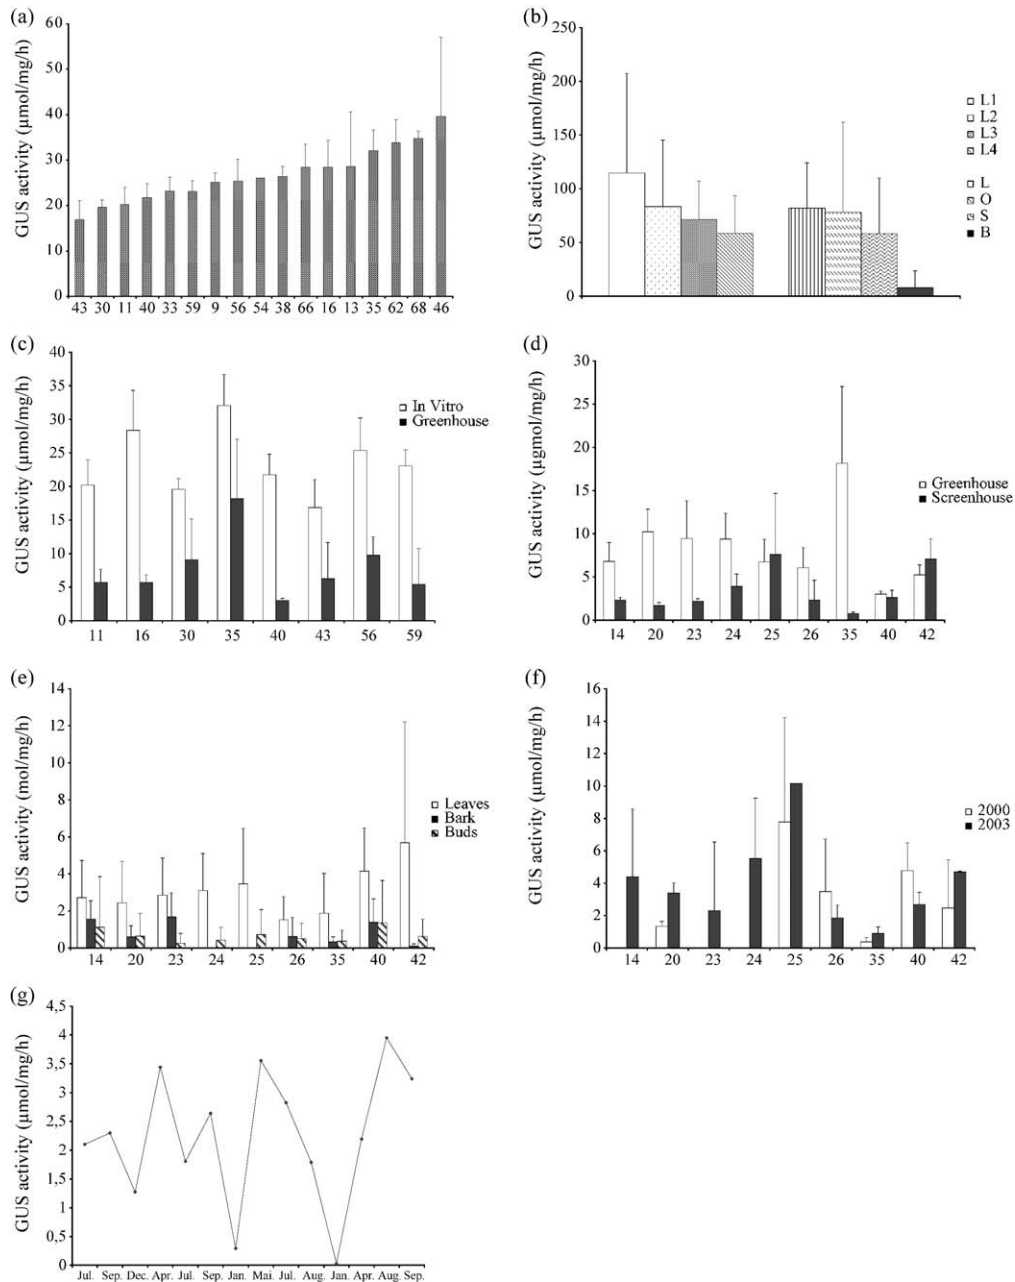 (a)
GUS activity (µmol/mg/h)
60
50
40
30
20
10
0
43 30 11 40 33 59 9 56 54 38 66 16 13 35 62 68 46
(b)
GUS activity (µmol/mg/h)
250
200
150
100
50
0
L1
L2
L3
L4
L
O
S
B
(c)
GUS activity (µmol/mg/h)
40
35
30
25
20
15
10
5
0
11 16 30 35 40 43 56 59
In Vitro
Greenhouse
(d)
GUS activity (µgmol/mg/h)
30
25
20
15
10
5
0
14 20 23 24 25 26 35 40 42
Greenhouse
Screenhouse
(e)
GUS activity (mol/mg/h)
14
12
10
8
6
4
2
0
14 20 23 24 25 26 35 40 42
Leaves
Bark
Buds
(f)
GUS activity (µmol/mg/h)
16
14
12
10
8
6
4
2
0
14 20 23 24 25 26 35 40 42
2000
2003
(g)
GUS activity (µmol/mg/h)
4,5
4
3,5
3
2,5
2
1,5
1
0,5
0
Jul. Sep. Dec. Apr. Jul. Sep. Jan. Mai. Jul. Aug. Jan. Apr. Aug. Sep.